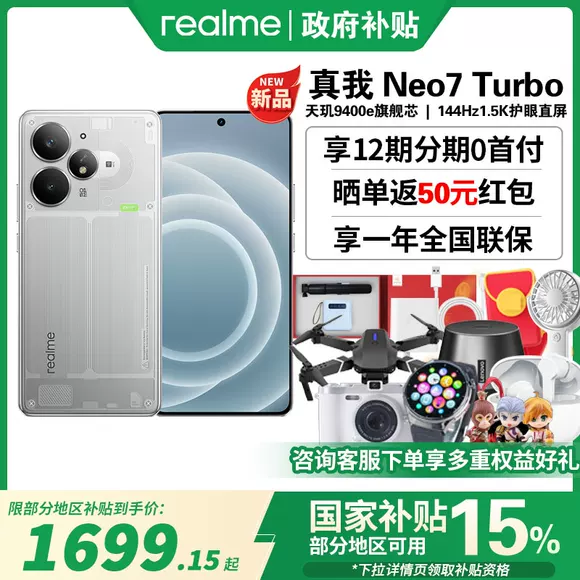 realme | 政府补贴
NEW
新品
真我 Neo7 Turbo
天玑9400e旗舰芯 | 144Hz1.5K护眼直屏
享12期分期0首付
晒单返50元红包
享一年全国联保
realme
lenovo
咨询客服下单享多重权益好礼
限部分地区补贴到手价：
1699.15起
国家补贴
部分地区可用
15%
*下拉详情页领取补贴资格